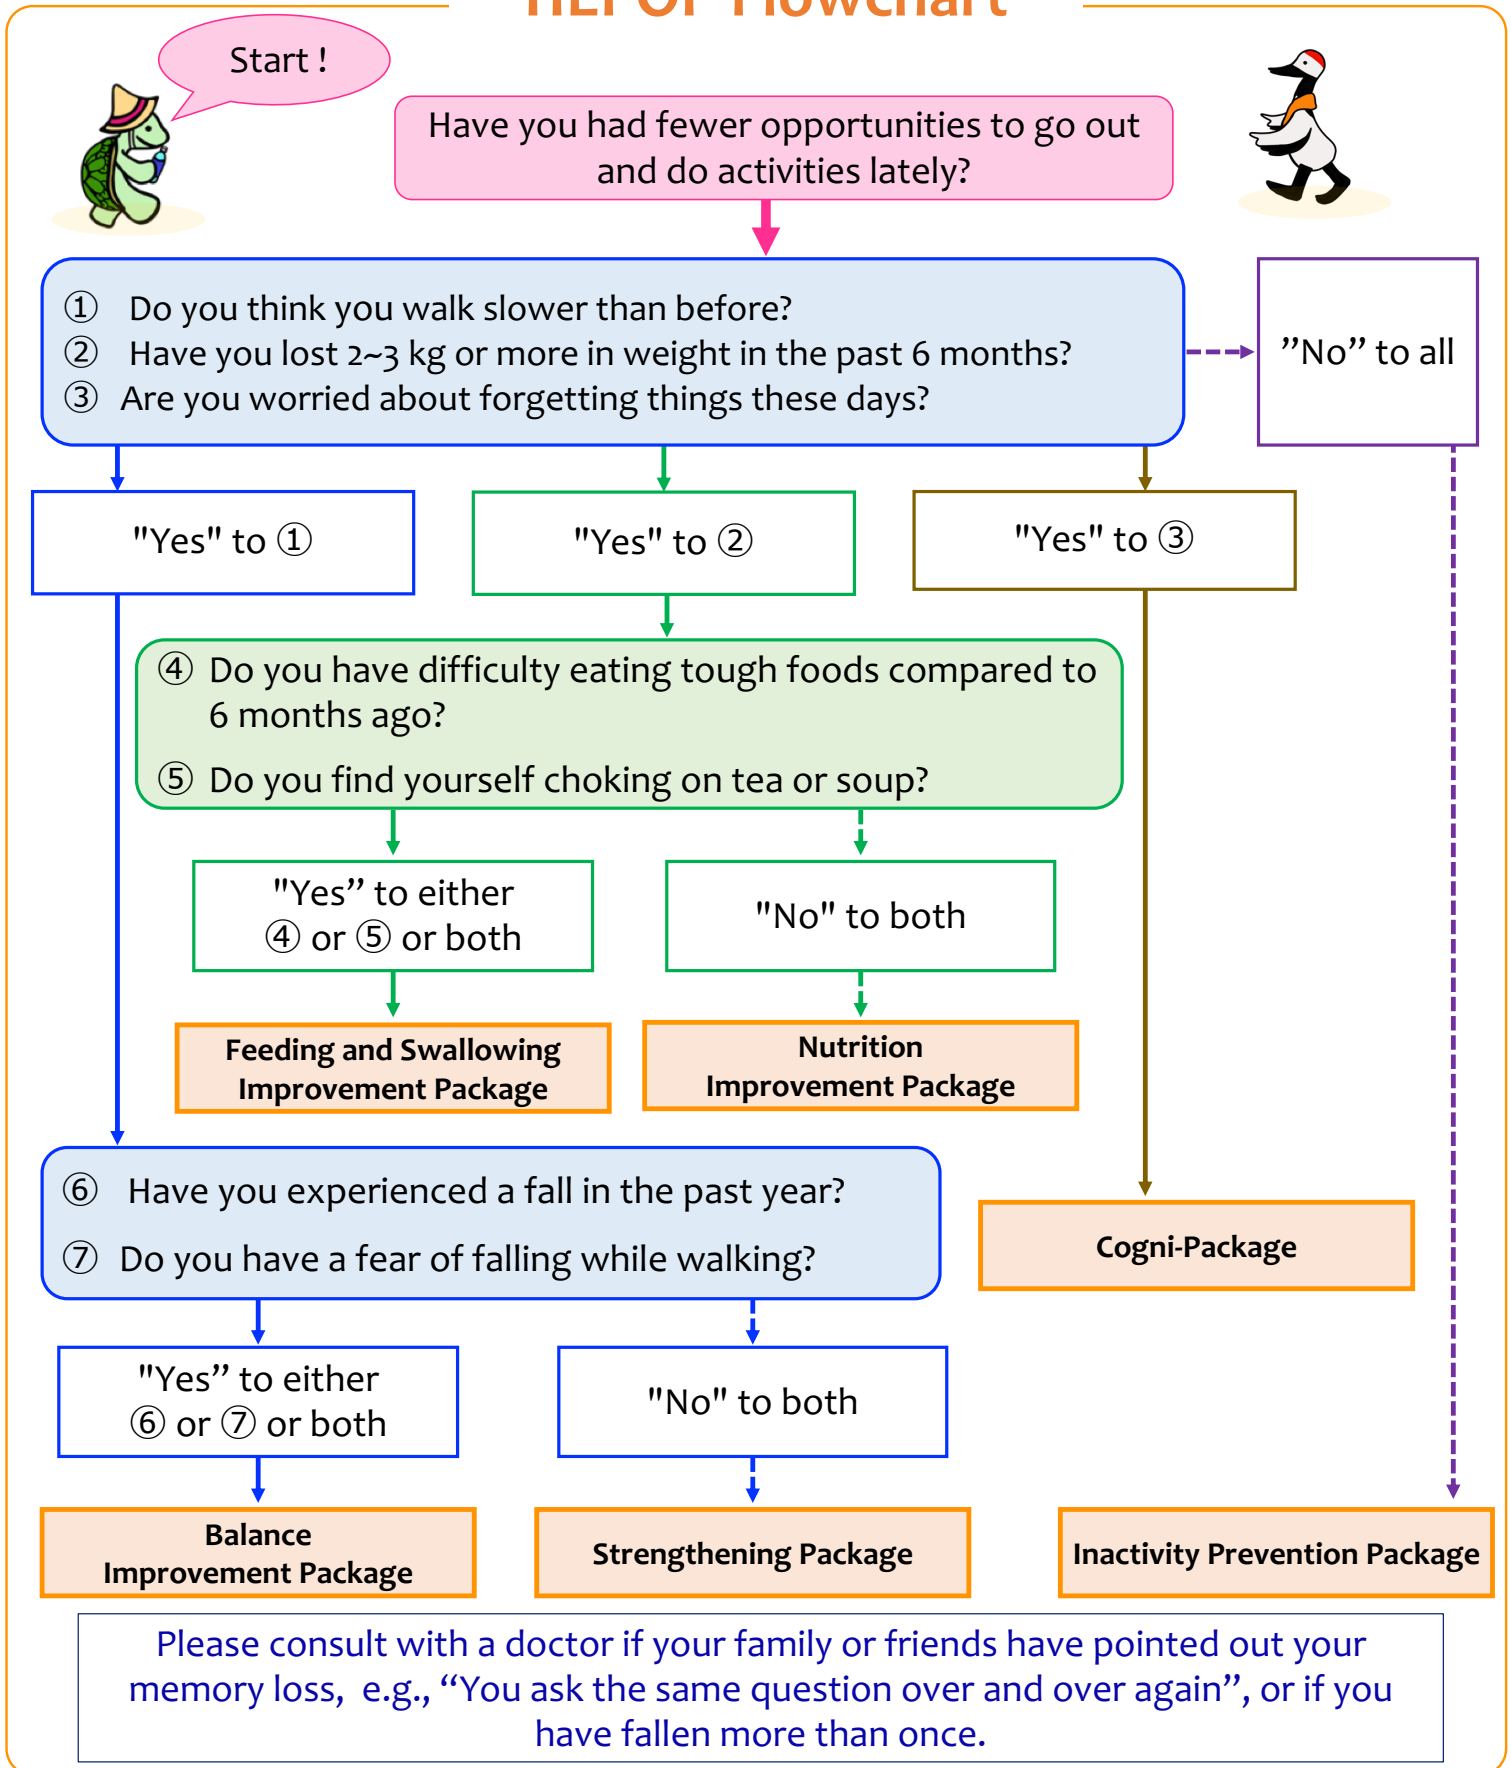 Flowchart
Start !
Have you had fewer opportunities to go out
and do activities lately?
① Do you think you walk slower than before?
② Have you lost 2~3 kg or more in weight in the past 6 months?
③ Are you worried about forgetting things these days?
”No” to all
"Yes" to ①
"Yes" to ②
"Yes" to ③
④ Do you have difficulty eating tough foods compared to
6 months ago?
⑤ Do you find yourself choking on tea or soup?
"Yes” to either
④ or ⑤ or both
"No" to both
Feeding and Swallowing
Improvement Package
Nutrition
Improvement Package
⑥ Have you experienced a fall in the past year?
⑦ Do you have a fear of falling while walking?
Cogni-Package
"Yes” to either
⑥ or ⑦ or both
"No" to both
Balance
Improvement Package
Strengthening Package
Inactivity Prevention Package
Please consult with a doctor if your family or friends have pointed out your
memory loss, e.g., “You ask the same question over and over again”, or if you
have fallen more than once.